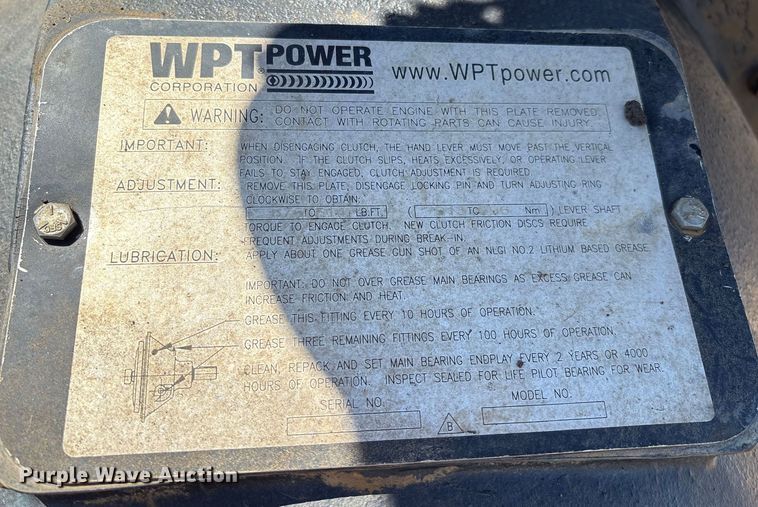 WPT POWER
CORPORATION
www.WPTpower.com
WARNING: DO NOT OPERATE ENGINE WITH THIS PLATE REMOVED.
CONTACT WITH ROTATING PARTS CAN CAUSE INJURY.
IMPORTANT: WHEN DISENGAGING CLUTCH, THE HAND LEVER MUST MOVE PAST THE VERTICAL
POSITION. IF THE CLUTCH SLIPS, HEATS EXCESSIVELY, OR OPERATING LEVER
FAILS TO STAY ENGAGED, CLUTCH ADJUSTMENT IS REQUIRED.
ADJUSTMENT: REMOVE THIS PLATE, DISENGAGE LOCKING PIN AND TURN ADJUSTING RING
CLOCKWISE TO OBTAIN:
TO LB.FT. ( TO Nm ) LEVER SHAFT
TORQUE TO ENGAGE CLUTCH. NEW CLUTCH FRICTION DISCS REQUIRE
FREQUENT ADJUSTMENTS DURING BREAK-IN.
LUBRICATION: APPLY ABOUT ONE GREASE GUN SHOT OF AN NLGI NO.2 LITHIUM BASED GREASE.
IMPORTANT: DO NOT OVER GREASE MAIN BEARINGS AS EXCESS GREASE CAN
INCREASE FRICTION AND HEAT.
GREASE THIS FITTING EVERY 10 HOURS OF OPERATION.
GREASE THREE REMAINING FITTINGS EVERY 100 HOURS OF OPERATION.
CLEAN, REPACK AND SET MAIN BEARING ENDPLAY EVERY 2 YEARS OR 4000
HOURS OF OPERATION. INSPECT SEALED FOR LIFE PILOT BEARING FOR WEAR.
SERIAL NO. MODEL NO.
B
Purple Wave Auction